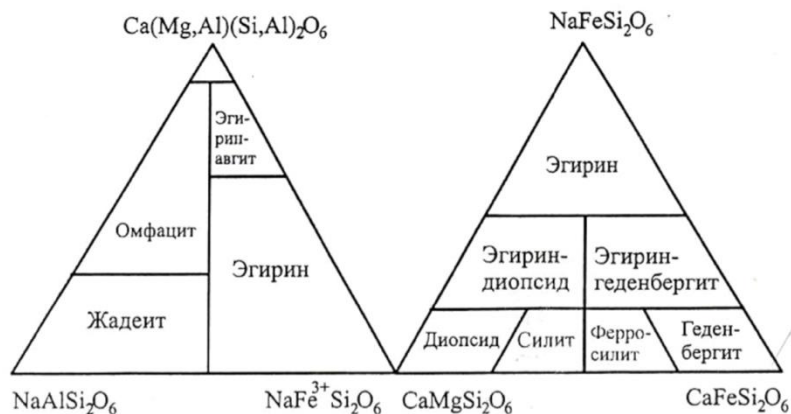 Ca(Mg,Al)(Si,Al)₂O₆
NaFeSi₂O₆
Эги-
рин-
авгит
Омфацит
Эгирин
Жадеит
NaAlSi₂O₆
NaFe³⁺Si₂O₆
Эгирин
Эгирин-
диопсид
Эгирин-
геденбергит
Диопсид
Силит
Ферро-
силит
Геден-
бергит
CaMgSi₂O₆
CaFeSi₂O₆